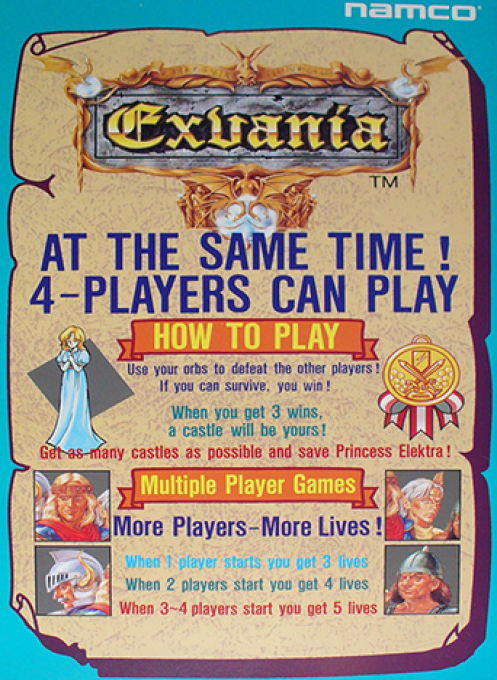 namco
Exvania
TM
AT THE SAME TIME!
4-PLAYERS CAN PLAY
HOW TO PLAY
Use your orbs to defeat the other players!
If you can survive, you win!
When you get 3 wins,
a castle will be yours!
Get as many castles as possible and save Princess Elektra!
Multiple Player Games
More Players-More Lives!
When 1 player starts you get 3 lives
When 2 players start you get 4 lives
When 3~4 players start you get 5 lives